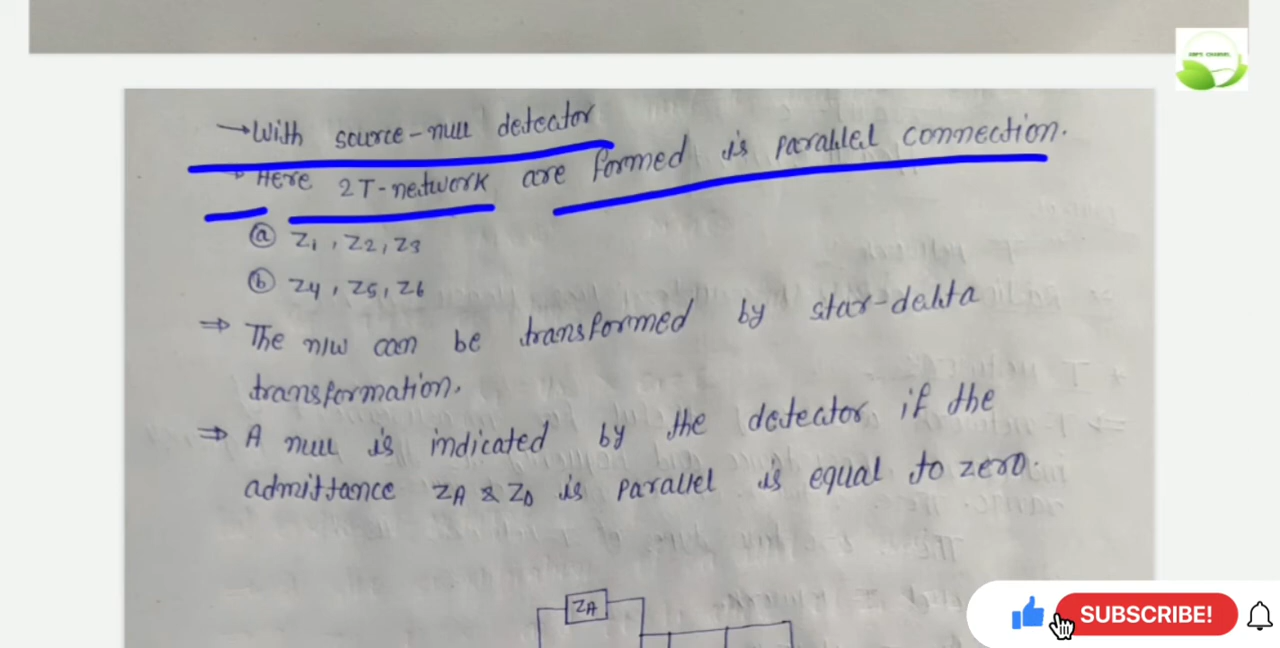 →With source-null detector
→ Here 2T-network are formed is parallel connection.
ⓐ Z1, Z2, Z3
ⓑ Z4, Z5, Z6
⇒ The n/w can be transformed by star-delta
transformation.
⇒ A null is indicated by the detector if the
admittance ZA & ZD is parallel is equal to zero.
ZA
SUBSCRIBE!